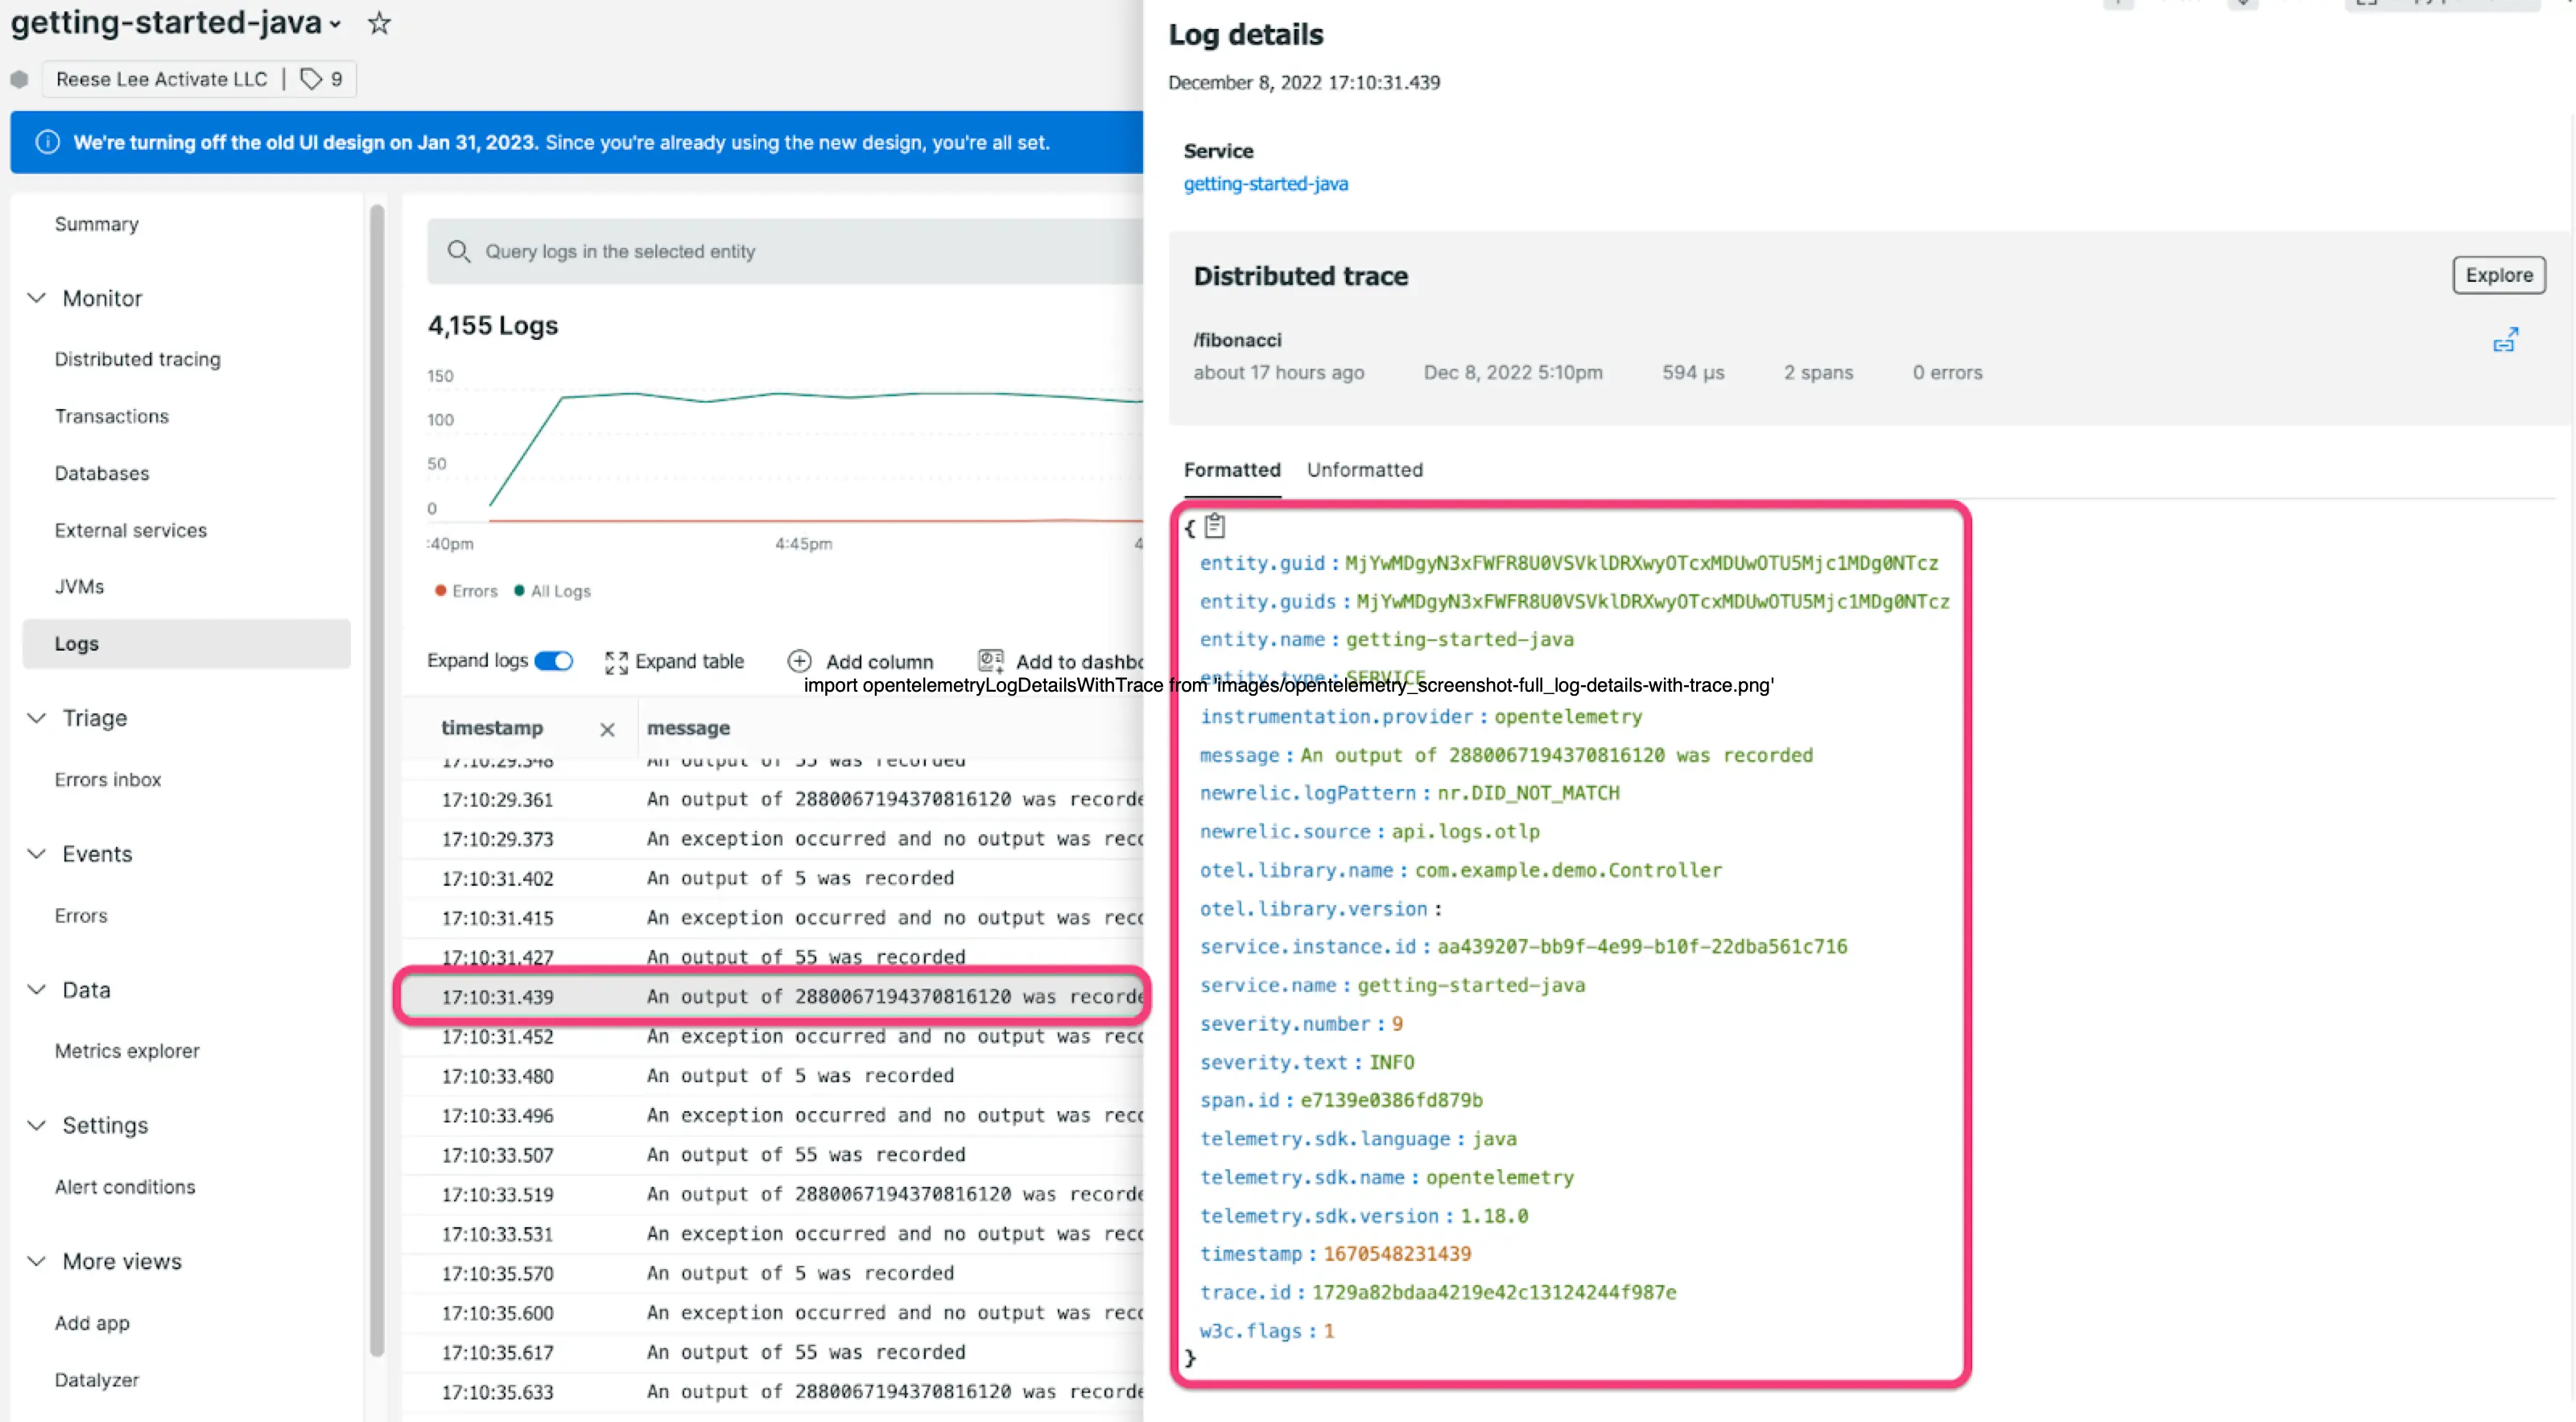 getting-started-java
Reese Lee Activate LLC | 9
We're turning off the old UI design on Jan 31, 2023. Since you're already using the new design, you're all set.
Summary
Monitor
Distributed tracing
Transactions
Databases
External services
JVMs
Logs
Triage
Errors inbox
Events
Errors
Data
Metrics explorer
Settings
Alert conditions
More views
Add app
Datalyzer
Query logs in the selected entity
4,155 Logs
150
100
50
0
:40pm
4:45pm
4
Errors
All Logs
Expand logs
Expand table
Add column
Add to dashbo
import opentelemetryLogDetailsWithTrace from 'images/opentelemetry_screenshot-full_log-details-with-trace.png'
timestamp
message
17:10:29.348 An output of 55 was recorded
17:10:29.361 An output of 2880067194370816120 was recorde
17:10:29.373 An exception occurred and no output was reco
17:10:31.402 An output of 5 was recorded
17:10:31.415 An exception occurred and no output was reco
17:10:31.427 An output of 55 was recorded
17:10:31.439 An output of 2880067194370816120 was recorde
17:10:31.452 An exception occurred and no output was reco
17:10:33.480 An output of 5 was recorded
17:10:33.496 An exception occurred and no output was reco
17:10:33.507 An output of 55 was recorded
17:10:33.519 An output of 2880067194370816120 was recorde
17:10:33.531 An exception occurred and no output was reco
17:10:35.570 An output of 5 was recorded
17:10:35.600 An exception occurred and no output was reco
17:10:35.617 An output of 55 was recorded
17:10:35.633 An output of 2880067194370816120 was recorde
Log details
December 8, 2022 17:10:31.439
Service
getting-started-java
Distributed trace
Explore
/fibonacci
about 17 hours ago Dec 8, 2022 5:10pm 594 µs 2 spans 0 errors
Formatted Unformatted
{
entity.guid : MjYwMDgyN3xFWFR8U0VSVklDRXwyOTcxMDUwOTU5Mjc1MDg0NTcz
entity.guids : MjYwMDgyN3xFWFR8U0VSVklDRXwyOTcxMDUwOTU5Mjc1MDg0NTcz
entity.name : getting-started-java
entity.type : SERVICE
instrumentation.provider : opentelemetry
message : An output of 2880067194370816120 was recorded
newrelic.logPattern : nr.DID_NOT_MATCH
newrelic.source : api.logs.otlp
otel.library.name : com.example.demo.Controller
otel.library.version :
service.instance.id : aa439207-bb9f-4e99-b10f-22dba561c716
service.name : getting-started-java
severity.number : 9
severity.text : INFO
span.id : e7139e0386fd879b
telemetry.sdk.language : java
telemetry.sdk.name : opentelemetry
telemetry.sdk.version : 1.18.0
timestamp : 1670548231439
trace.id : 1729a82bdaa4219e42c13124244f987e
w3c.flags : 1
}